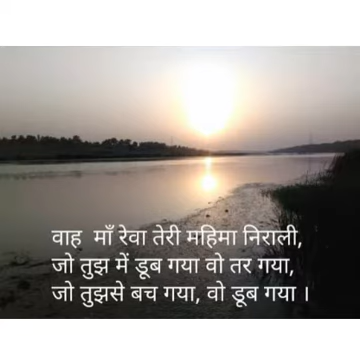 वाह माँ रेवा तेरी महिमा निराली,
जो तुझ में डूब गया वो तर गया,
जो तुझसे बच गया, वो डूब गया ।